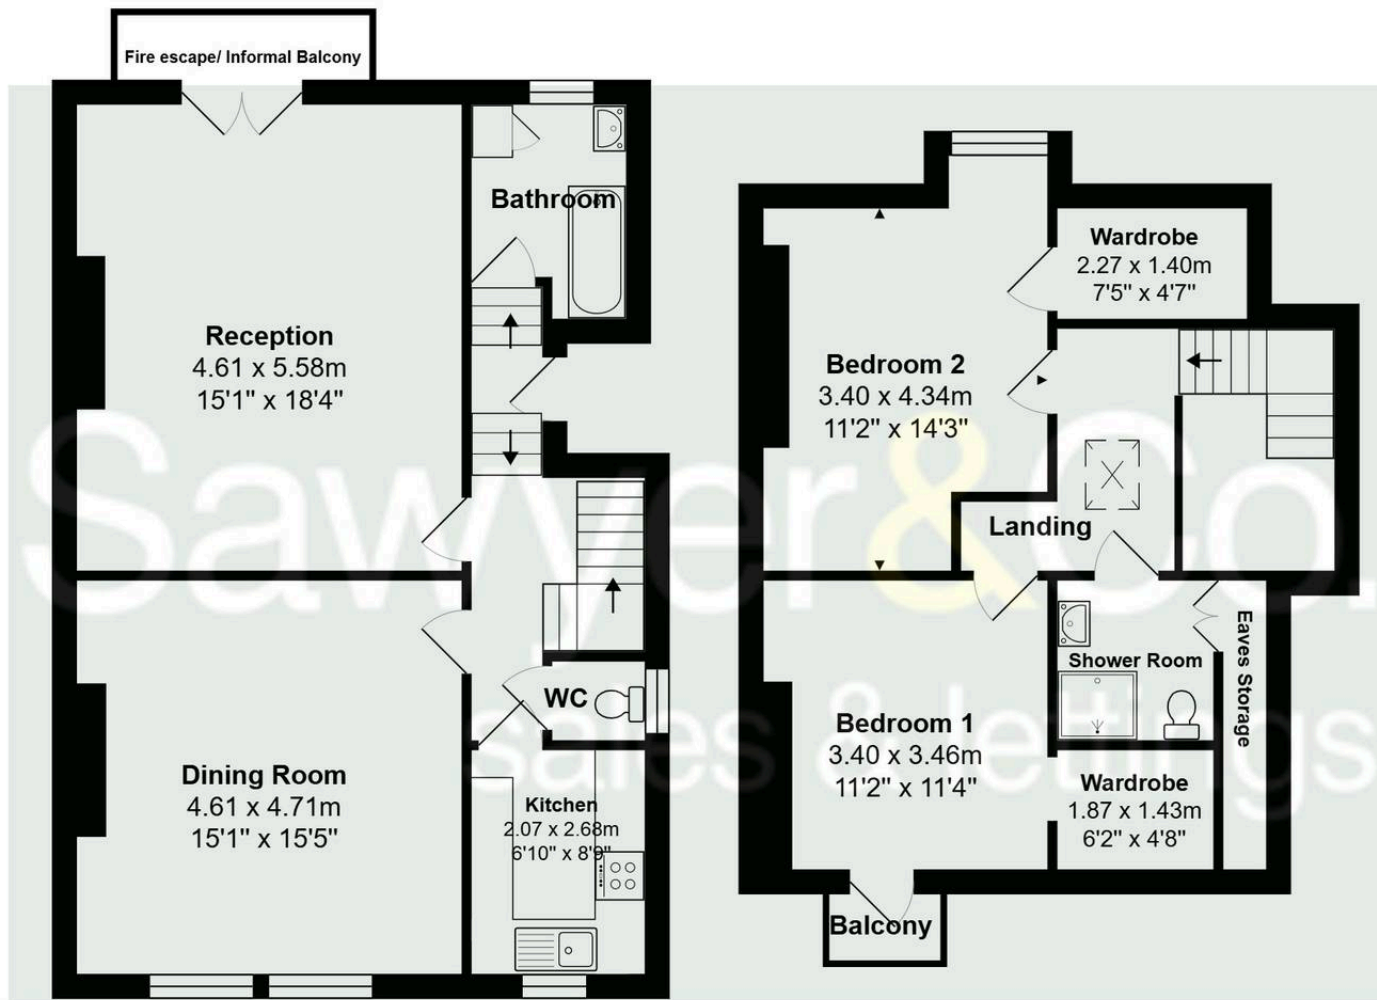 Fire escape/ Informal Balcony
Bathroom
Reception
4.61 x 5.58m
15'1" x 18'4"
Dining Room
4.61 x 4.71m
15'1" x 15'5"
WC
Kitchen
2.07 x 2.68m
6'10" x 8'9"
Wardrobe
2.27 x 1.40m
7'5" x 4'7"
Bedroom 2
3.40 x 4.34m
11'2" x 14'3"
Landing
Shower Room
Eaves Storage
Bedroom 1
3.40 x 3.46m
11'2" x 11'4"
Wardrobe
1.87 x 1.43m
6'2" x 4'8"
Balcony
Sawyer&Co.
sales & lettings